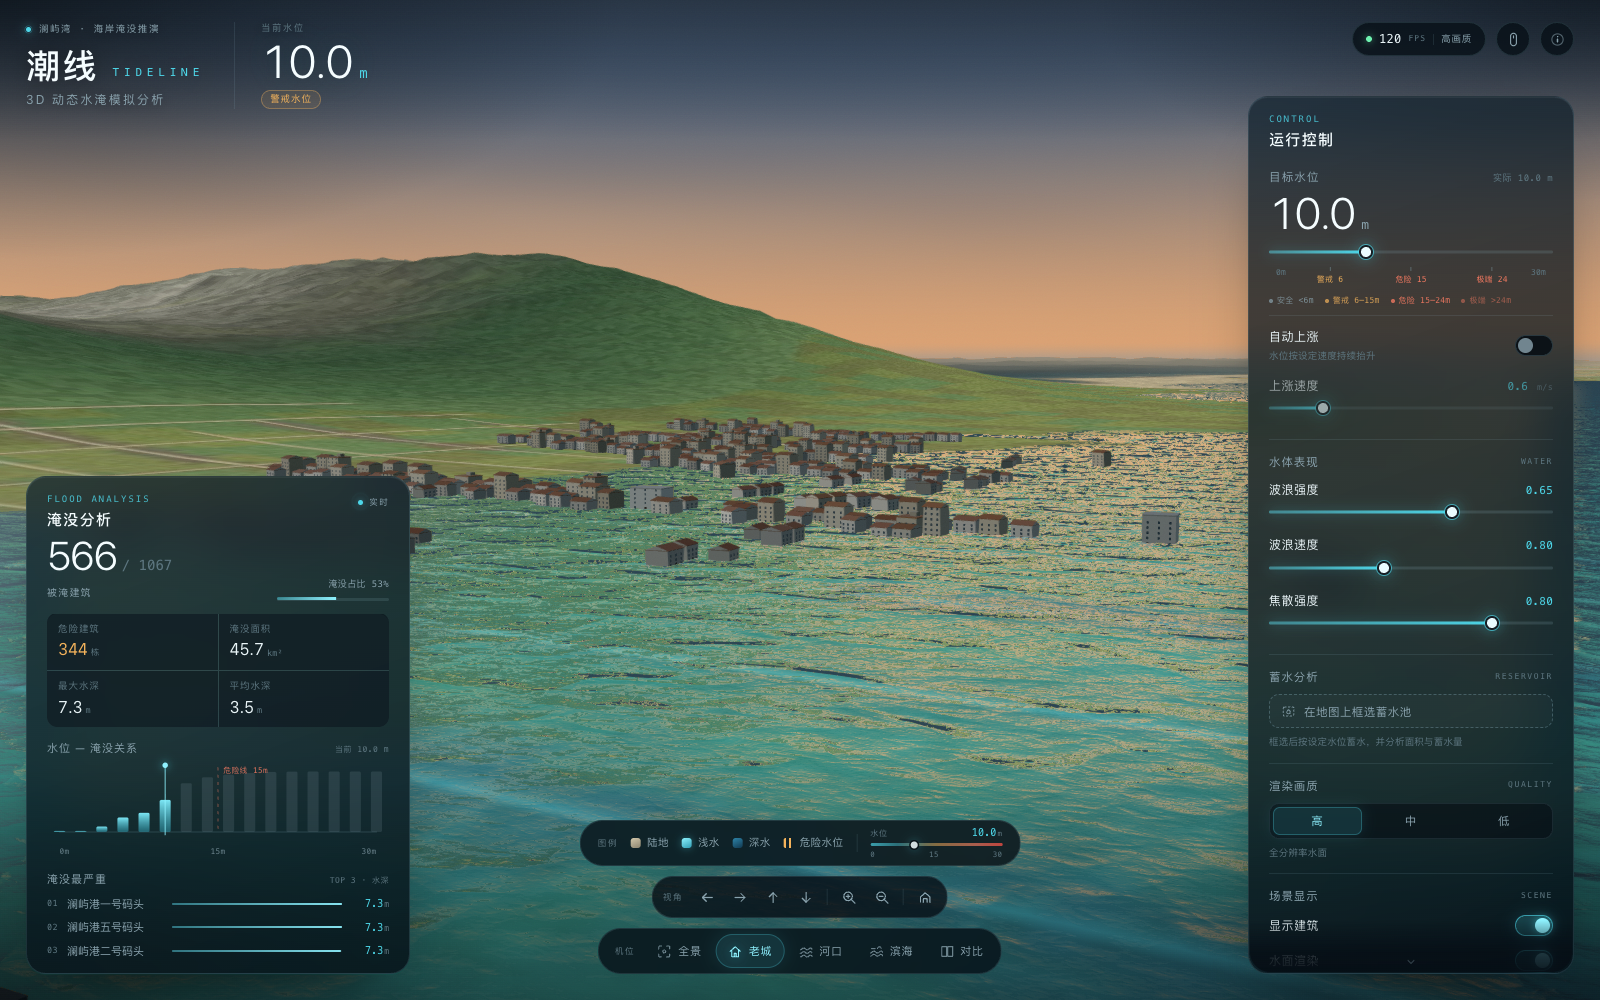 澜屿湾 · 海岸淹没推演
潮线 TIDELINE
3D 动态水淹模拟分析
当前水位
10.0 m
警戒水位
120 FPS 高画质
CONTROL
运行控制
目标水位 实际 10.0 m
10.0 m
0m 警戒 6 危险 15 极端 24 30m
安全 <6m 警戒 6–15m 危险 15–24m 极端 >24m
自动上涨
水位按设定速度持续抬升
上涨速度 0.6 m/s
水体表现 WATER
波浪强度 0.65
波浪速度 0.80
焦散强度 0.80
蓄水分析 RESERVOIR
在地图上框选蓄水池
框选后按设定水位蓄水，并分析面积与蓄水量
渲染画质 QUALITY
高 中 低
全分辨率水面
场景显示 SCENE
显示建筑
水面渲染
FLOOD ANALYSIS
淹没分析
实时
566 / 1067
被淹建筑
淹没占比 53%
危险建筑
344 栋
淹没面积
45.7 km²
最大水深
7.3 m
平均水深
3.5 m
水位 — 淹没关系 当前 10.0 m
危险线 15m
0m 15m 30m
淹没最严重 TOP 3 · 水深
01 澜屿港一号码头 7.3m
02 澜屿港五号码头 7.3m
03 澜屿港二号码头 7.3m
图例 陆地 浅水 深水 危险水位
水位 10.0m
0 15 30
视角
机位 全景 老城 河口 滨海 对比